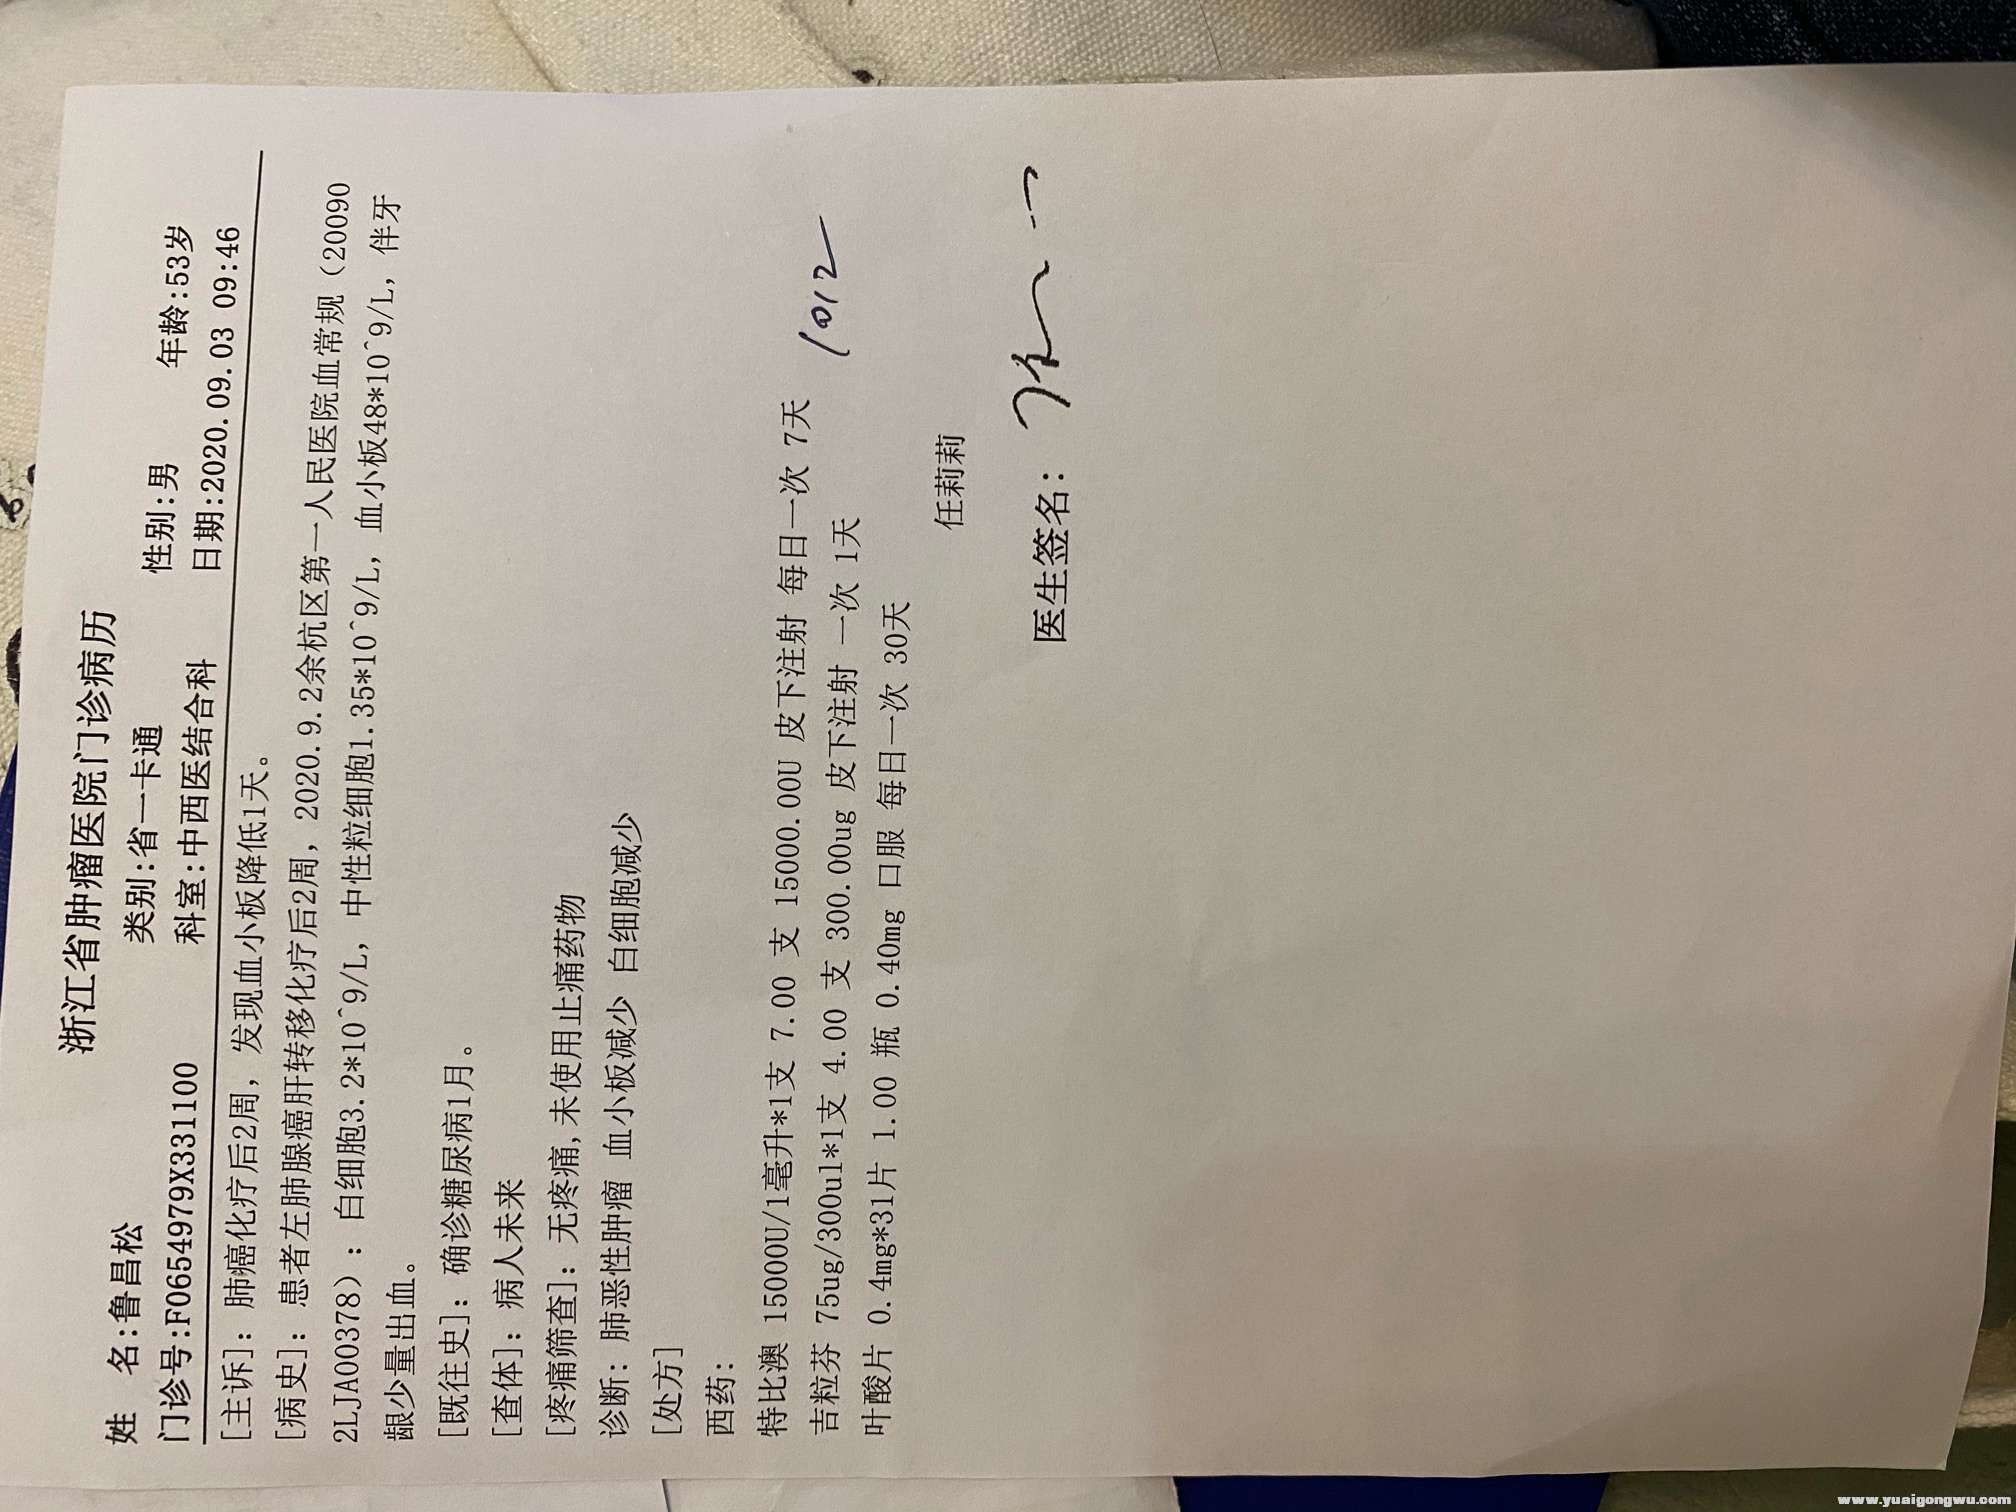 浙江省肿瘤医院门诊病历
姓 名:鲁昌松 类别:省一卡通 性别:男 年龄:53岁
门诊号:F0654979X331100 科室:中西医结合科 日期:2020.09.03 09:46
[主诉]: 肺癌化疗后2周, 发现血小板降低1天。
[病史]: 患者左肺腺癌肝转移化疗后2周, 2020.9.2余杭区第一人民医院血常规（20090
2LJA00378）: 白细胞3.2*10^9/L, 中性粒细胞1.35*10^9/L, 血小板48*10^9/L, 伴牙
龈少量出血。
[既往史]: 确诊糖尿病1月。
[查体]: 病人未来
[疼痛筛查]: 无疼痛,未使用止痛药物
诊断: 肺恶性肿瘤 血小板减少 白细胞减少
[处方]
西药:
特比澳 15000U/1毫升*1支 7.00 支 15000.00U 皮下注射 每日一次 7天
吉粒芬 75ug/300ul*1支 4.00 支 300.00ug 皮下注射 一次 1天
叶酸片 0.4mg*31片 1.00 瓶 0.40mg 口服 每日一次 30天
任莉莉
医生签名:
www.yuaigongwu.com